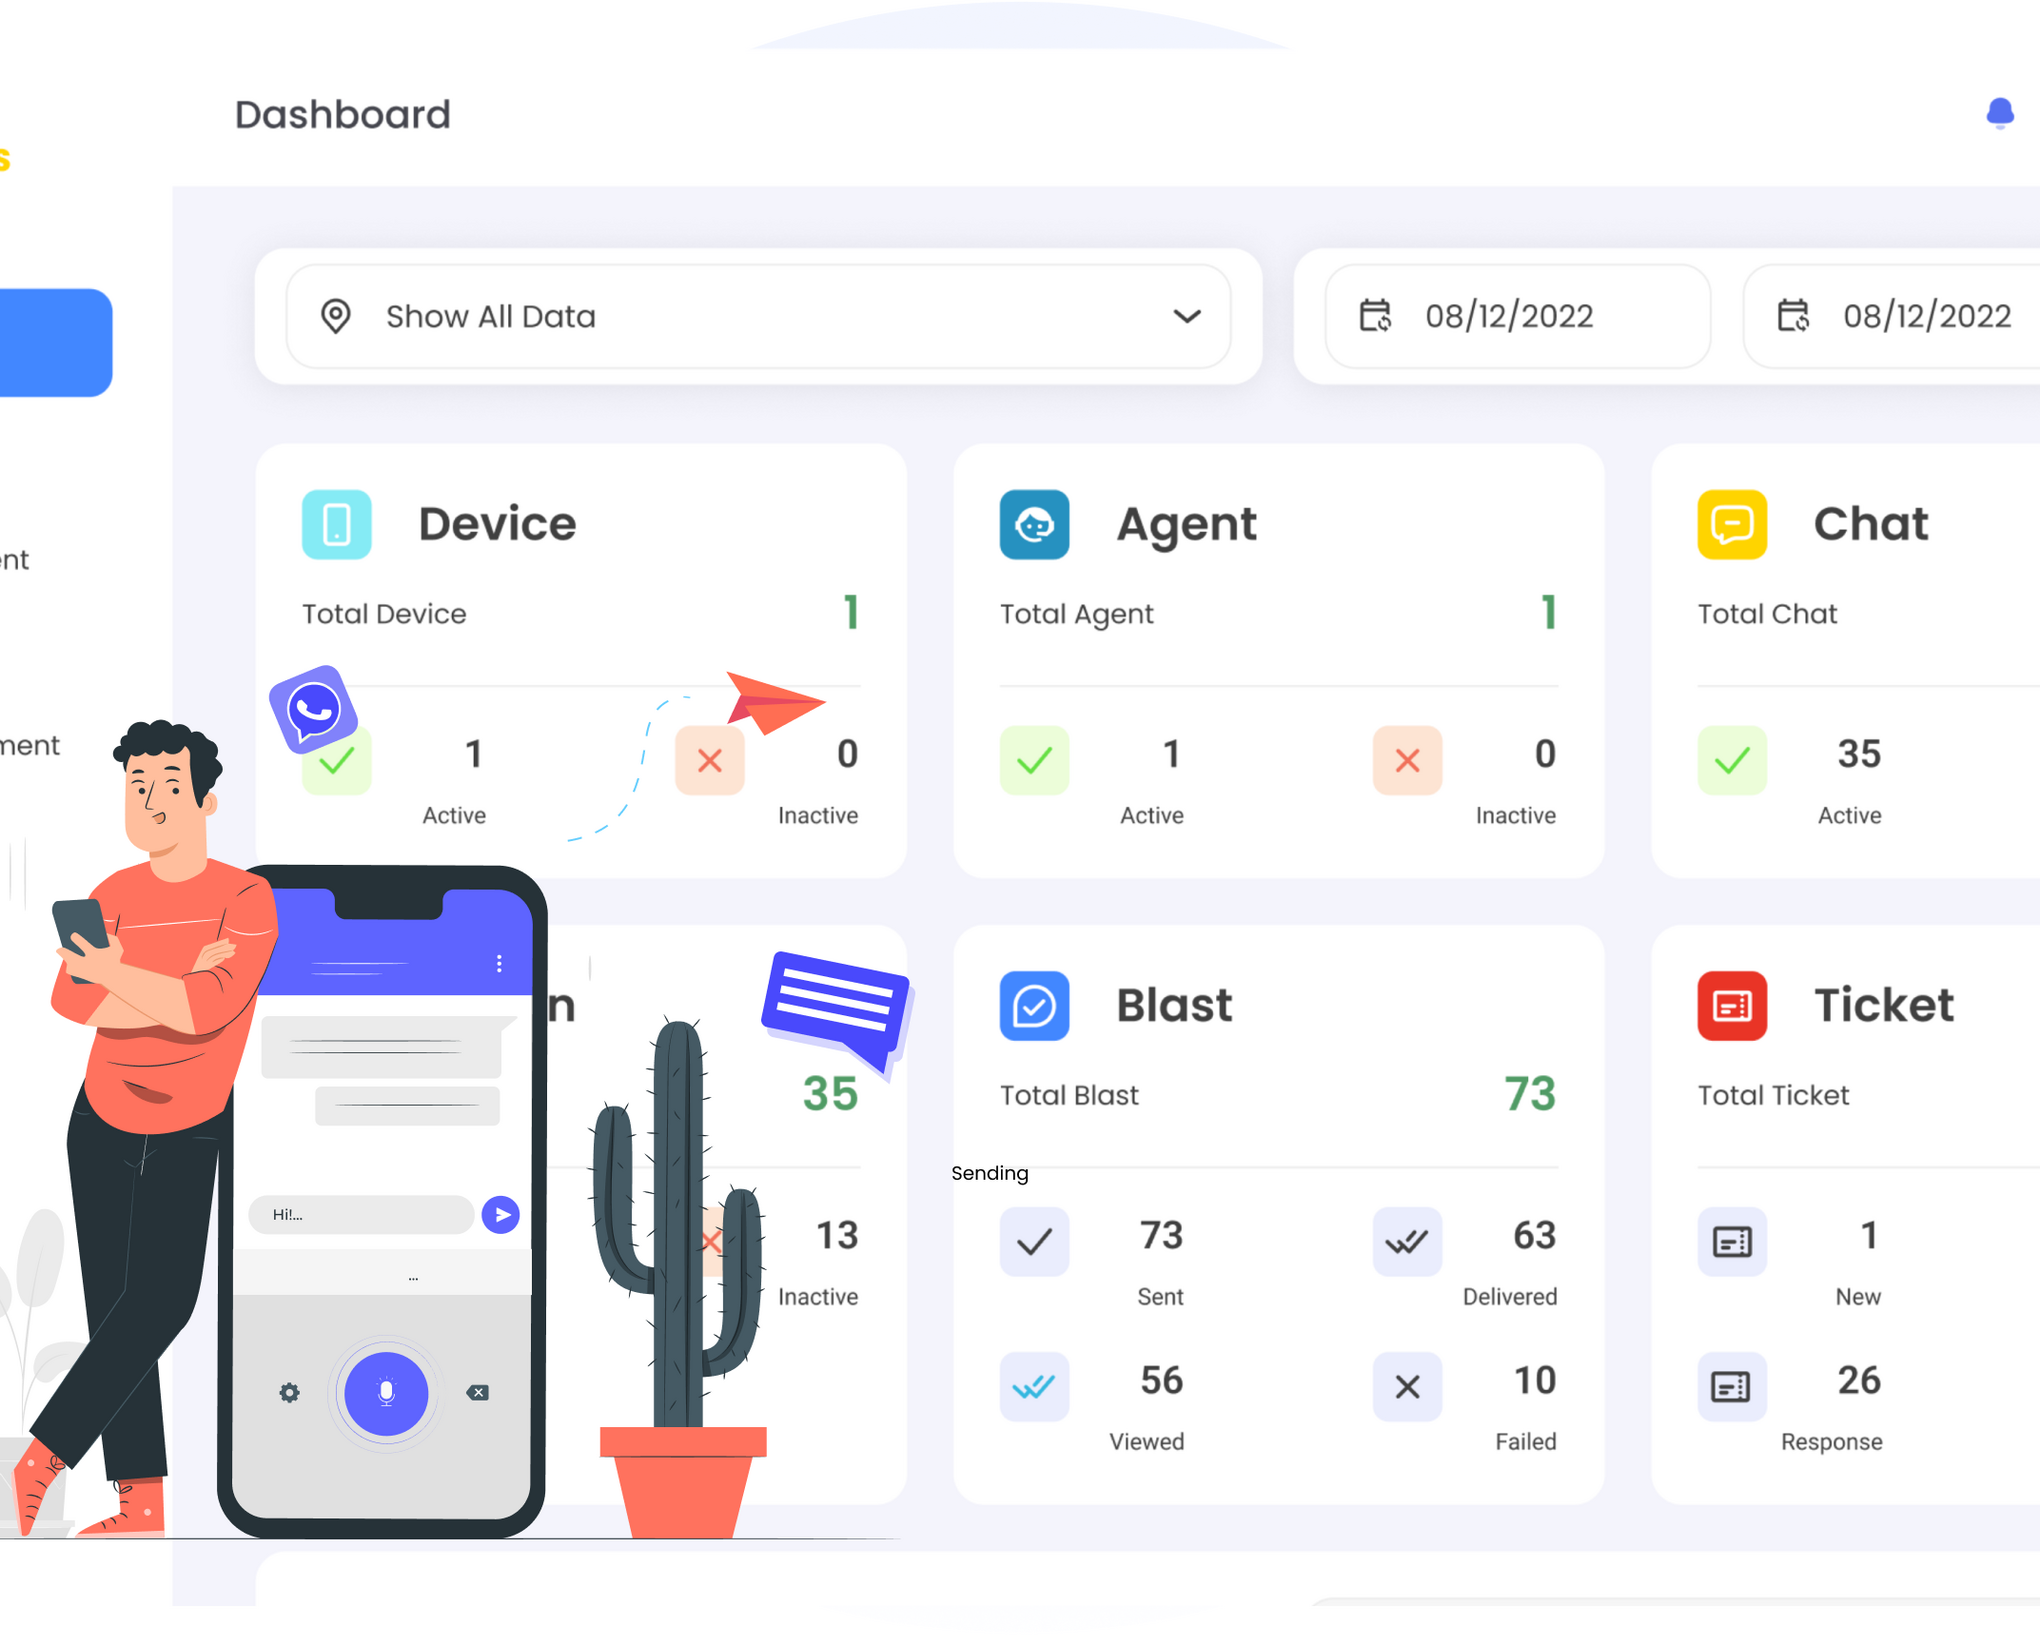 Dashboard
s
Show All Data
08/12/2022
08/12/2022
Device
Agent
Chat
ent
Total Device 1
Total Agent 1
Total Chat
ment
1
0
1
0
35
Active
Inactive
Active
Inactive
Active
n
Blast
Ticket
35
Total Blast 73
Total Ticket
Sending
Hi!...
...
13
73
63
1
Inactive
Sent
Delivered
New
56
10
26
Viewed
Failed
Response